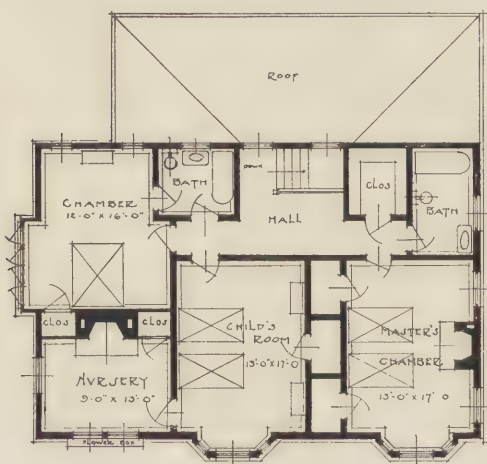 ROOF
DOWN
BATH
CLOS
CHAMBER
12'-0" X 16'-0"
BATH
HALL
CLOS
CLOS
CHILD'S
ROOM
13'-0" X 17'-0
MASTER'S
CHAMBER
13'-0" X 17' 0
NVRSERY
9'-0" X 13'-0"
FLOWER BOX